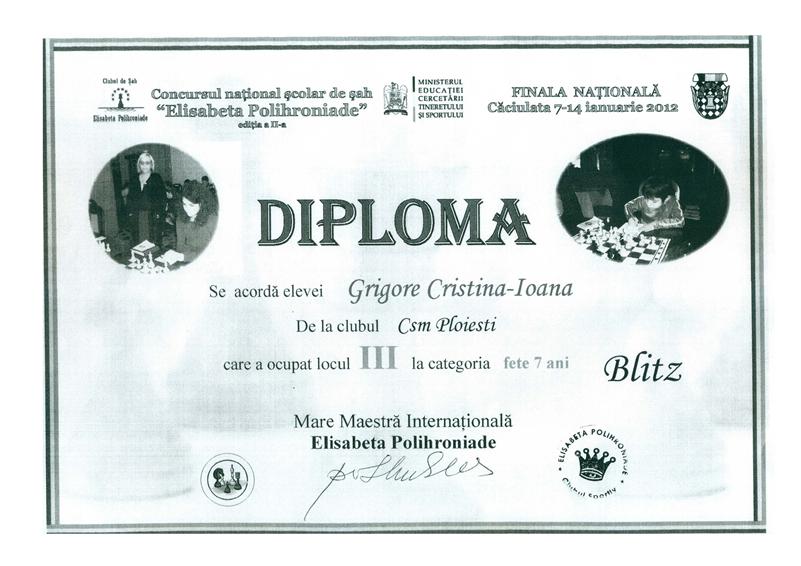 Clubul de Şah
Elisabeta Polihroniade
Concursul naţional şcolar de şah
“Elisabeta Polihroniade”
ediţia a II-a
MINISTERUL
EDUCAŢIEI
CERCETĂRII
TINERETULUI
ŞI SPORTULUI
FINALA NAŢIONALĂ
Căciulata 7-14 ianuarie 2012
DIPLOMA
Se acordă elevei Grigore Cristina-Ioana
De la clubul Csm Ploiesti
care a ocupat locul III la categoria fete 7 ani
Blitz
Mare Maestră Internaţională
Elisabeta Polihroniade
ELISABETA POLIHRONIADE
Clubul Sportiv